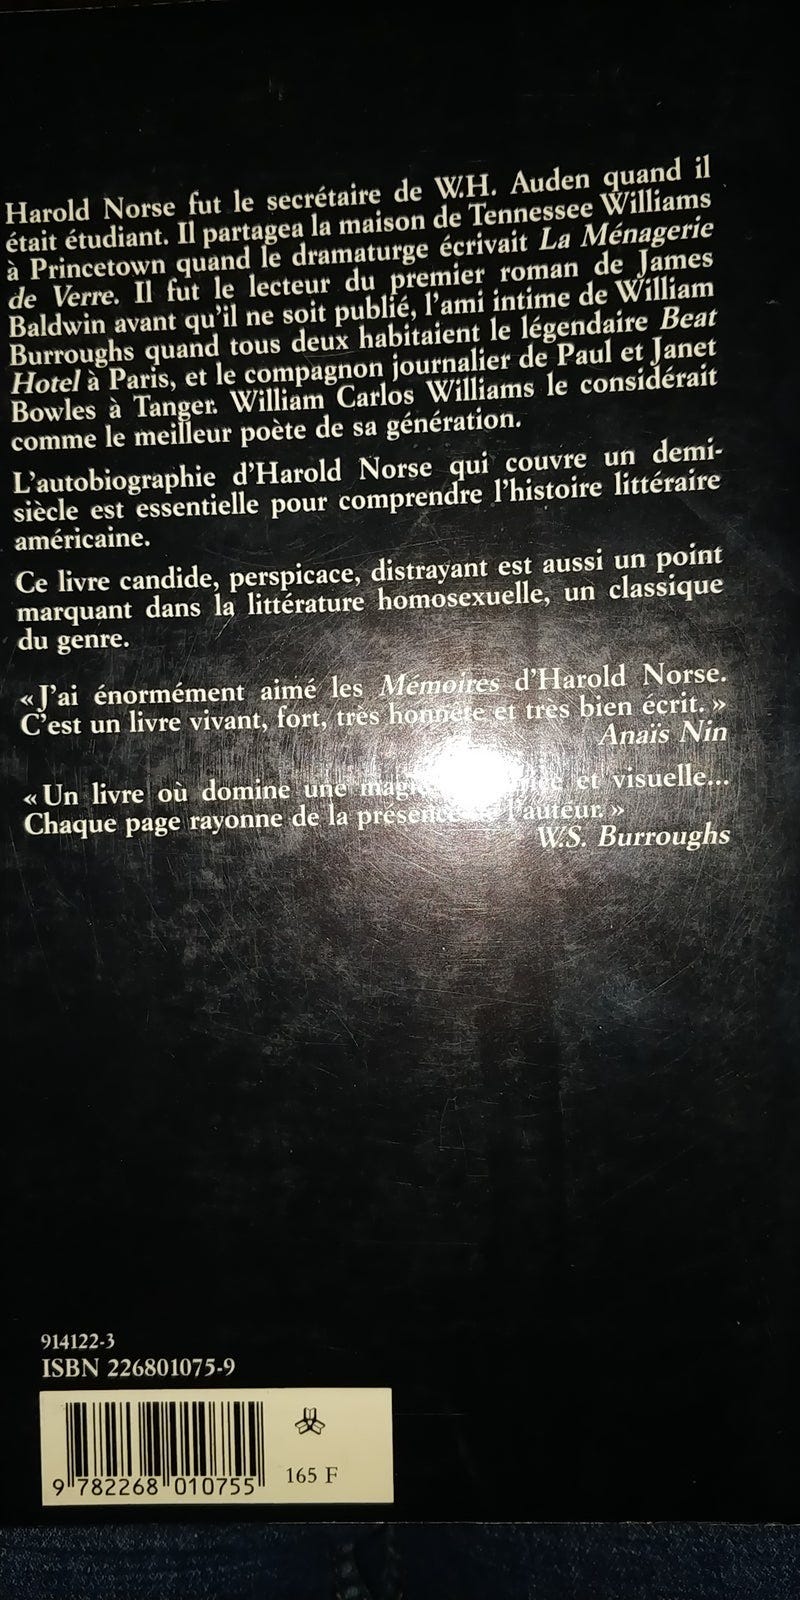 Harold Norse fut le secrétaire de W.H. Auden quand il
était étudiant. Il partagea la maison de Tennessee Williams
à Princetown quand le dramaturge écrivait La Ménagerie
de Verre. Il fut le lecteur du premier roman de James
Baldwin avant qu'il ne soit publié, l'ami intime de William
Burroughs quand tous deux habitaient le légendaire Beat
Hotel à Paris, et le compagnon journalier de Paul et Janet
Bowles à Tanger. William Carlos Williams le considérait
comme le meilleur poète de sa génération.
L'autobiographie d'Harold Norse qui couvre un demi-
siècle est essentielle pour comprendre l'histoire littéraire
américaine.
Ce livre candide, perspicace, distrayant est aussi un point
marquant dans la littérature homosexuelle, un classique
du genre.
« J'ai énormément aimé les Mémoires d'Harold Norse.
C'est un livre vivant, fort, très honnête et très bien écrit. »
Anaïs Nin
« Un livre où domine une et visuelle...
Chaque page rayonne de la présence l'auteur. »
W.S. Burroughs
914122-3
ISBN 226801075-9
9 782268 010755
165 F